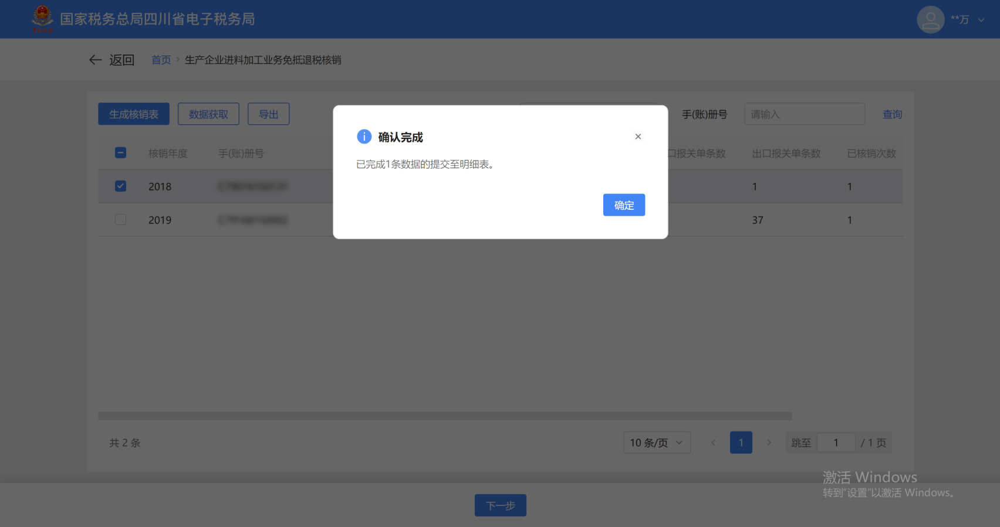 国家税务总局四川省电子税务局
**万
返回 首页 > 生产企业进料加工业务免抵退税核销
生成核销表 数据获取 导出 手(账)册号 请输入 查询
确认完成
已完成1条数据的提交至明细表。
确定
核销年度 手(账)册号 口报关单条数 出口报关单条数 已核销次数
2018 1 1
2019 37 1
共 2 条 10 条/页 < 1 > 跳至 1 / 1 页
激活 Windows
转到“设置”以激活 Windows。
下一步